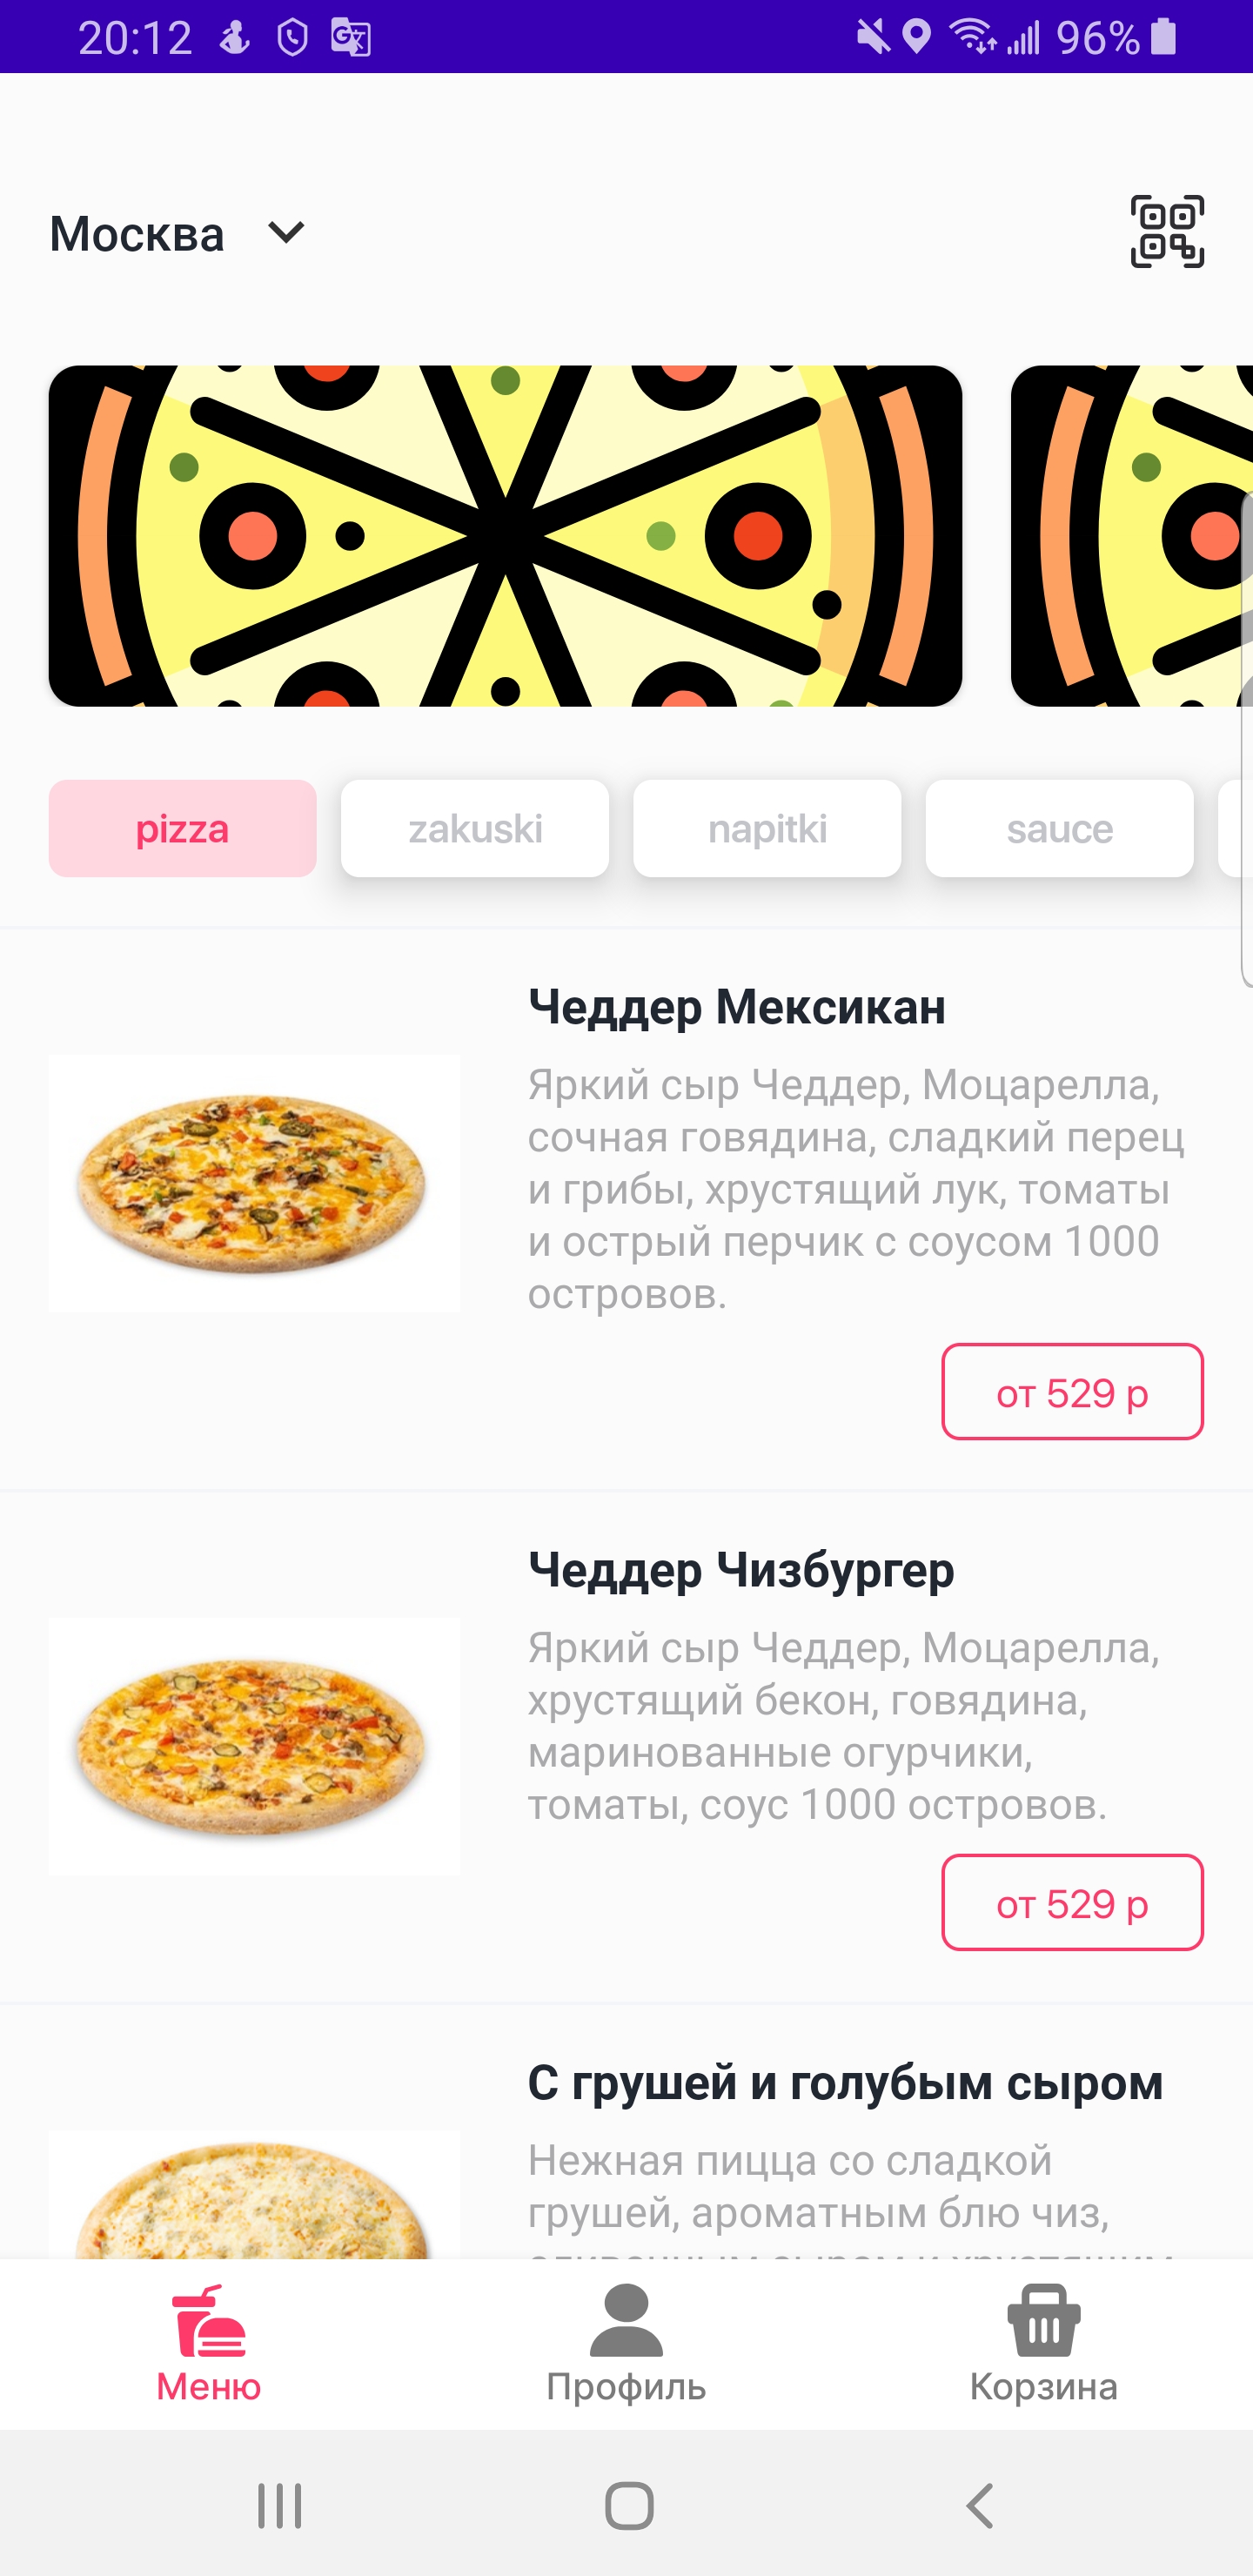 20:12
96%
Москва
pizza
zakuski
napitki
sauce
Чеддер Мексикан
Яркий сыр Чеддер, Моцарелла,
сочная говядина, сладкий перец
и грибы, хрустящий лук, томаты
и острый перчик с соусом 1000
островов.
от 529 р
Чеддер Чизбургер
Яркий сыр Чеддер, Моцарелла,
хрустящий бекон, говядина,
маринованные огурчики,
томаты, соус 1000 островов.
от 529 р
С грушей и голубым сыром
Нежная пицца со сладкой
грушей, ароматным блю чиз,
Меню
Профиль
Корзина